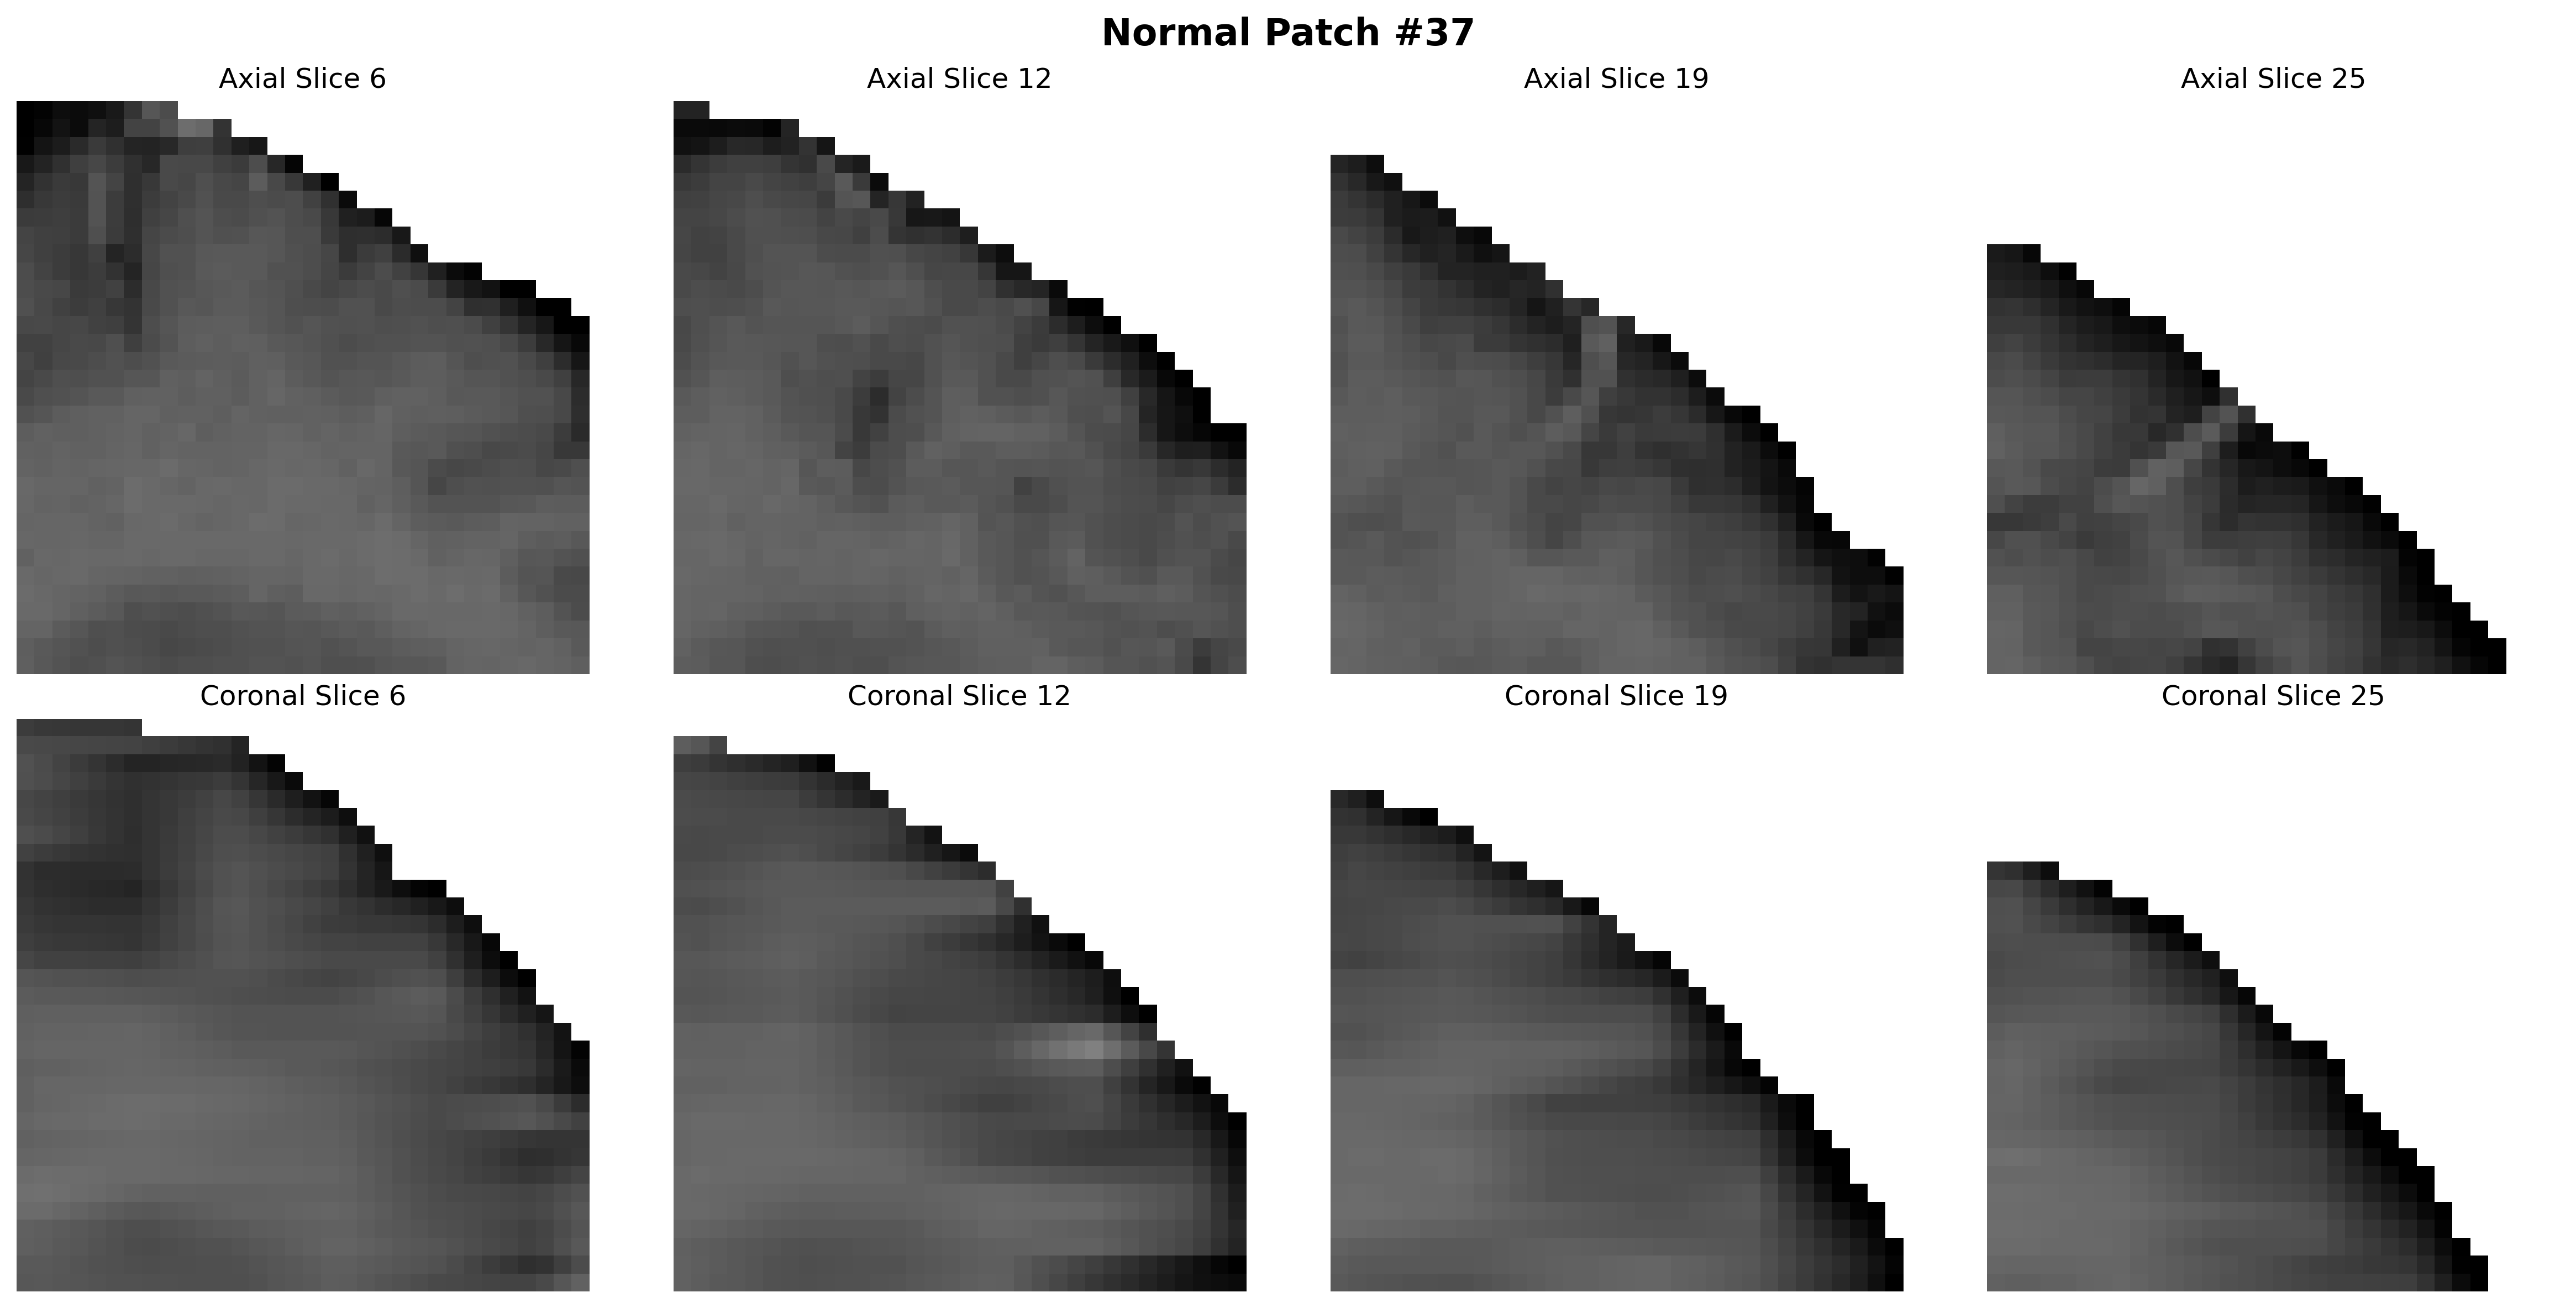 Normal Patch #37
Axial Slice 6
Axial Slice 12
Axial Slice 19
Axial Slice 25
Coronal Slice 6
Coronal Slice 12
Coronal Slice 19
Coronal Slice 25